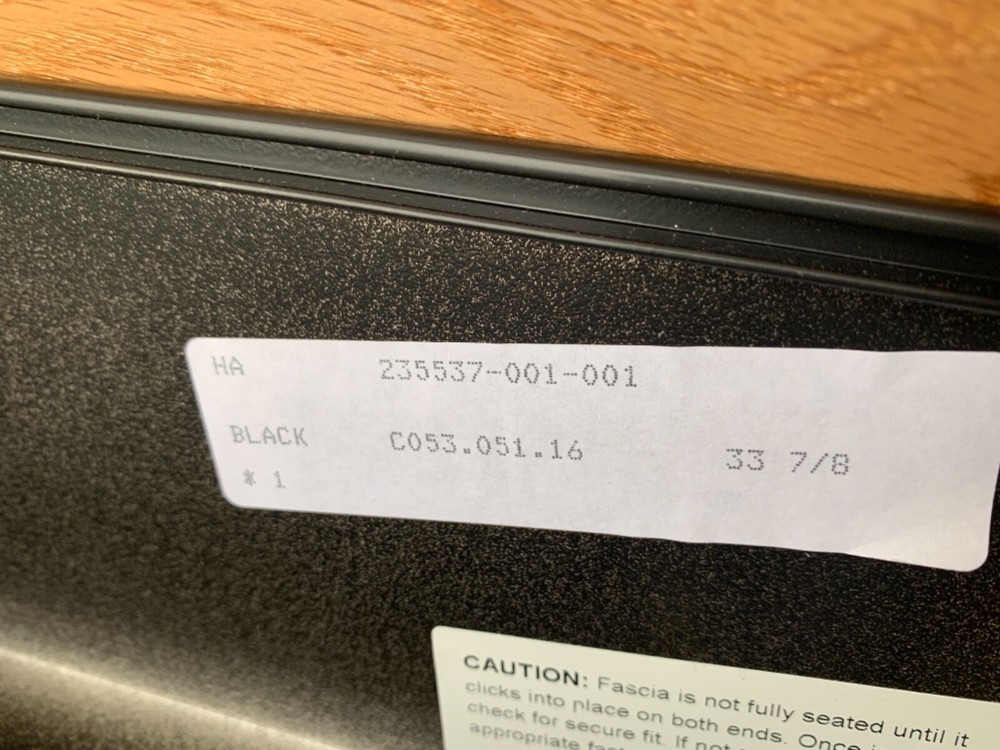 HA 235537-001-001
BLACK C053.051.16 33 7/8
* 1
CAUTION: Fascia is not fully seated until it
clicks into place on both ends. Once
check for secure fit. If not
appropriate